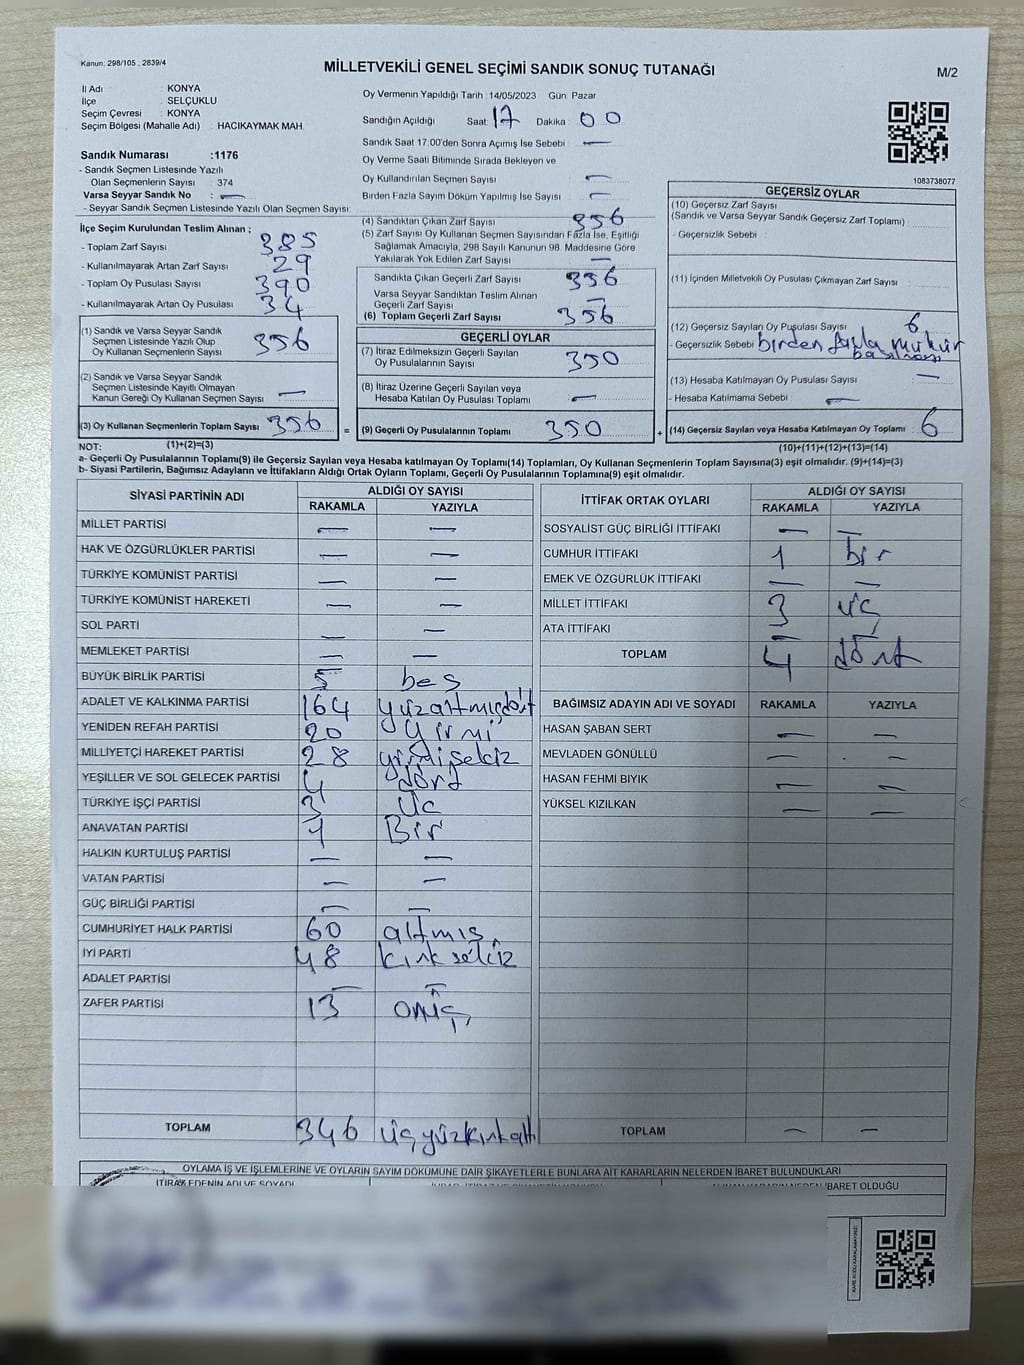 Kanun: 298/105 , 2839/4
MİLLETVEKİLİ GENEL SEÇİMİ SANDIK SONUÇ TUTANAĞI
M/2
İl Adı : KONYA
İlçe : SELÇUKLU
Seçim Çevresi : KONYA
Seçim Bölgesi (Mahalle Adı) : HACIKAYMAK MAH.
Oy Vermenin Yapıldığı Tarih :14/05/2023 Gün: Pazar
Sandığın Açıldığı Saat: 17 Dakika : 00
Sandık Saat 17:00'den Sonra Açımış İse Sebebi : —
Oy Verme Saati Bitiminde Sırada Bekleyen ve
Oy Kullandırılan Seçmen Sayısı : —
Birden Fazla Sayım Döküm Yapılmış İse Sayısı : —
1083738077
Sandık Numarası :1176
- Sandık Seçmen Listesinde Yazılı
Olan Seçmenlerin Sayısı : 374
Varsa Seyyar Sandık No : —
- Seyyar Sandık Seçmen Listesinde Yazılı Olan Seçmen Sayısı:
İlçe Seçim Kurulundan Teslim Alınan ;
- Toplam Zarf Sayısı : 385
- Kullanılmayarak Artan Zarf Sayısı : 29
- Toplam Oy Pusulası Sayısı : 390
- Kullanılmayarak Artan Oy Pusulası : 34
(1) Sandık ve Varsa Seyyar Sandık
Seçmen Listesinde Yazılı Olup
Oy Kullanan Seçmenlerin Sayısı : 356
(2) Sandık ve Varsa Seyyar Sandık
Seçmen Listesinde Kayıtlı Olmayan
Kanun Gereği Oy Kullanan Seçmen Sayısı : —
(3) Oy Kullanan Seçmenlerin Toplam Sayısı : 356
(4) Sandıktan Çıkan Zarf Sayısı : 356
(5) Zarf Sayısı Oy Kullanan Seçmen Sayısından Fazla İse, Eşitliği
Sağlamak Amacıyla, 298 Sayılı Kanunun 98. Maddesine Göre
Yakılarak Yok Edilen Zarf Sayısı : —
Sandıkta Çıkan Geçerli Zarf Sayısı : 356
Varsa Seyyar Sandıktan Teslim Alınan
Geçerli Zarf Sayısı : —
(6) Toplam Geçerli Zarf Sayısı : 356
GEÇERLİ OYLAR
(7) İtiraz Edilmeksizin Geçerli Sayılan
Oy Pusulalarının Sayısı : 350
(8) İtiraz Üzerine Geçerli Sayılan veya
Hesaba Katılan Oy Pusulası Toplamı : —
= (9) Geçerli Oy Pusulalarının Toplamı : 350
GEÇERSİZ OYLAR
(10) Geçersiz Zarf Sayısı
(Sandık ve Varsa Seyyar Sandık Geçersiz Zarf Toplamı) :
- Geçersizlik Sebebi :
(11) İçinden Milletvekili Oy Pusulası Çıkmayan Zarf Sayısı :
(12) Geçersiz Sayılan Oy Pusulası Sayısı : 6
- Geçersizlik Sebebi : birden fazla mühür
basılması
(13) Hesaba Katılmayan Oy Pusulası Sayısı : —
- Hesaba Katılmama Sebebi : —
+ (14) Geçersiz Sayılan veya Hesaba Katılmayan Oy Toplamı : 6
NOT: (1)+(2)=(3)
(10)+(11)+(12)+(13)=(14)
a- Geçerli Oy Pusulalarının Toplamı(9) ile Geçersiz Sayılan veya Hesaba katılmayan Oy Toplamı(14) Toplamları, Oy Kullanan Seçmenlerin Toplam Sayısına(3) eşit olmalıdır. (9)+(14)=(3)
b- Siyasi Partilerin, Bağımsız Adayların ve İttifakların Aldığı Ortak Oyların Toplamı, Geçerli Oy Pusulalarının Toplamına(9) eşit olmalıdır.
SİYASİ PARTİNİN ADI ALDIĞI OY SAYISI
RAKAMLA YAZIYLA
MİLLET PARTİSİ — —
HAK VE ÖZGÜRLÜKLER PARTİSİ — —
TÜRKİYE KOMÜNİST PARTİSİ — —
TÜRKİYE KOMÜNİST HAREKETİ — —
SOL PARTİ — —
MEMLEKET PARTİSİ — —
BÜYÜK BİRLİK PARTİSİ 5 beş
ADALET VE KALKINMA PARTİSİ 164 yüzaltmışdört
YENİDEN REFAH PARTİSİ 20 Yirmi
MİLLİYETÇİ HAREKET PARTİSİ 28 yirmisekiz
YEŞİLLER VE SOL GELECEK PARTİSİ 4 dört
TÜRKİYE İŞÇİ PARTİSİ 3 Üç
ANAVATAN PARTİSİ 1 Bir
HALKIN KURTULUŞ PARTİSİ — —
VATAN PARTİSİ — —
GÜÇ BİRLİĞİ PARTİSİ — —
CUMHURİYET HALK PARTİSİ 60 altmış
İYİ PARTİ 48 kırk sekiz
ADALET PARTİSİ — —
ZAFER PARTİSİ 13 onüç
TOPLAM 346 üçyüzkırkaltı
İTTİFAK ORTAK OYLARI ALDIĞI OY SAYISI
RAKAMLA YAZIYLA
SOSYALİST GÜÇ BİRLİĞİ İTTİFAKI — —
CUMHUR İTTİFAKI 1 bir
EMEK VE ÖZGÜRLÜK İTTİFAKI — —
MİLLET İTTİFAKI 3 üç
ATA İTTİFAKI — —
TOPLAM 4 dört
BAĞIMSIZ ADAYIN ADI VE SOYADI RAKAMLA YAZIYLA
HASAN ŞABAN SERT — —
MEVLADEN GÖNÜLLÜ — —
HASAN FEHMİ BIYIK — —
YÜKSEL KIZILKAN — —
TOPLAM — —
OYLAMA İŞ VE İŞLEMLERİNE VE OYLARIN SAYIM DÖKÜMÜNE DAİR ŞİKAYETLERLE BUNLARA AİT KARARLARIN NELERDEN İBARET BULUNDUKLARI
İTİRAZ EDENİN ADI VE SOYADI
İBARET OLDUĞU